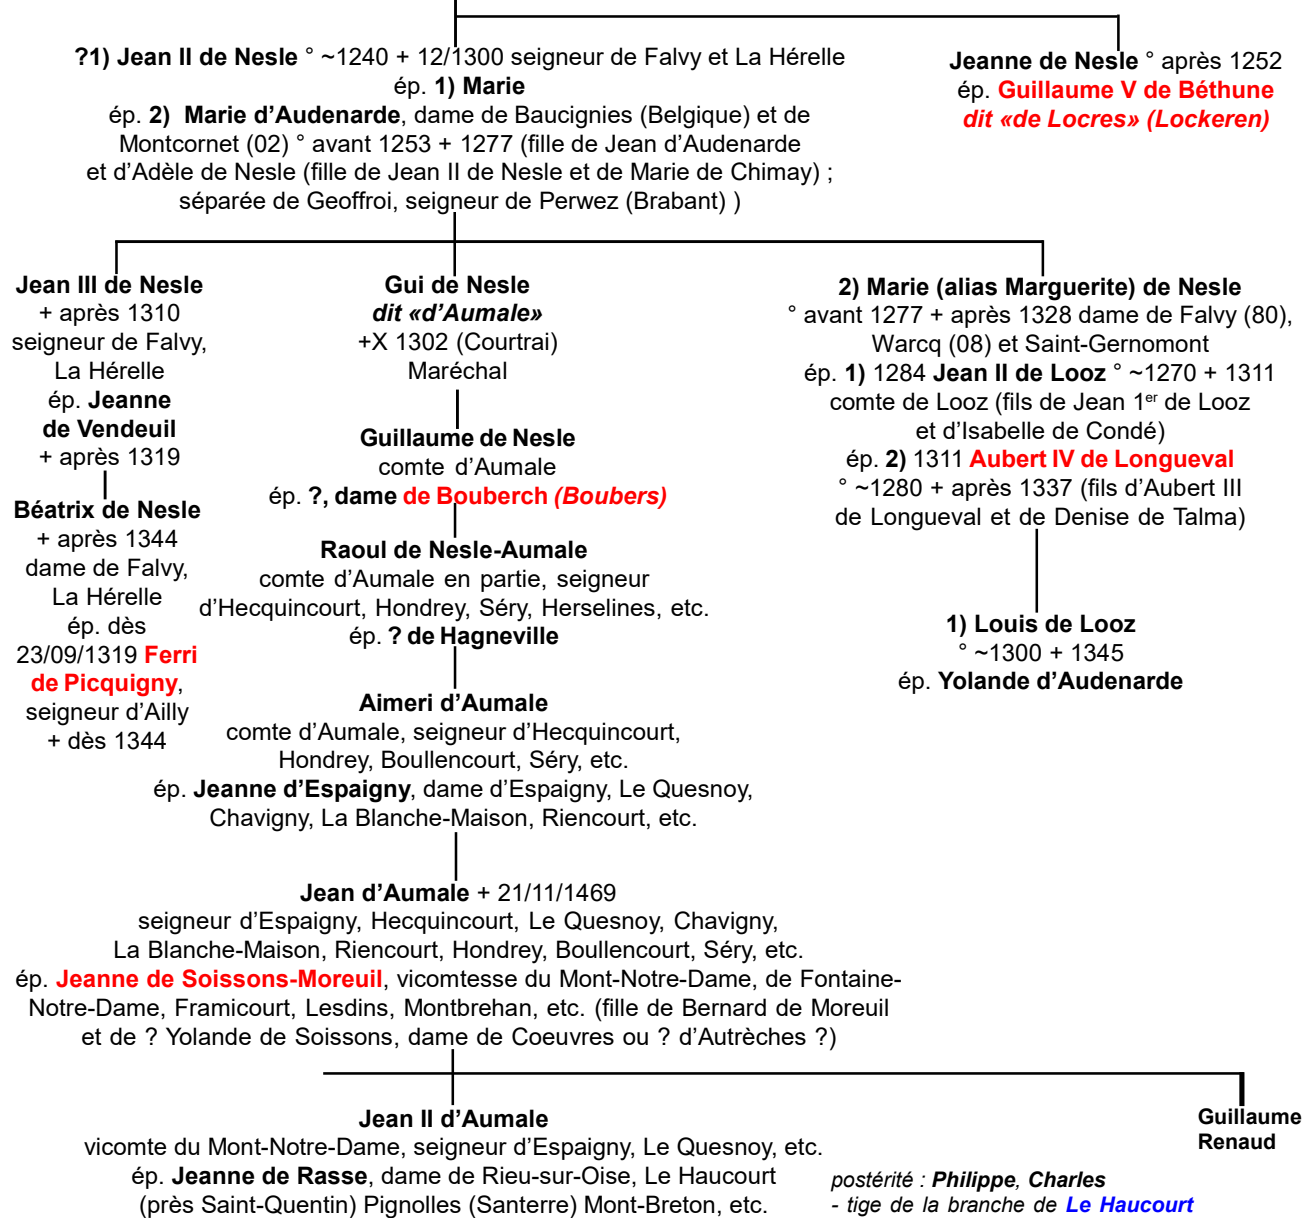 ?1) Jean II de Nesle ° ~1240 + 12/1300 seigneur de Falvy et La Hérelle
ép. 1) Marie
ép. 2) Marie d’Audenarde, dame de Baucignies (Belgique) et de
Montcornet (02) ° avant 1253 + 1277 (fille de Jean d’Audenarde
et d’Adèle de Nesle (fille de Jean II de Nesle et de Marie de Chimay) ;
séparée de Geoffroi, seigneur de Perwez (Brabant) )
Jeanne de Nesle ° après 1252
ép. Guillaume V de Béthune
dit «de Locres» (Lockeren)
Jean III de Nesle
+ après 1310
seigneur de Falvy,
La Hérelle
ép. Jeanne
de Vendeuil
+ après 1319
Béatrix de Nesle
+ après 1344
dame de Falvy,
La Hérelle
ép. dès
23/09/1319 Ferri
de Picquigny,
seigneur d’Ailly
+ dès 1344
Gui de Nesle
dit «d’Aumale»
+X 1302 (Courtrai)
Maréchal
Guillaume de Nesle
comte d’Aumale
ép. ?, dame de Bouberch (Boubers)
Raoul de Nesle-Aumale
comte d’Aumale en partie, seigneur
d’Hecquincourt, Hondrey, Séry, Herselines, etc.
ép. ? de Hagneville
Aimeri d’Aumale
comte d’Aumale, seigneur d’Hecquincourt,
Hondrey, Boullencourt, Séry, etc.
ép. Jeanne d’Espaigny, dame d’Espaigny, Le Quesnoy,
Chavigny, La Blanche-Maison, Riencourt, etc.
2) Marie (alias Marguerite) de Nesle
° avant 1277 + après 1328 dame de Falvy (80),
Warcq (08) et Saint-Gernomont
ép. 1) 1284 Jean II de Looz ° ~1270 + 1311
comte de Looz (fils de Jean 1er de Looz
et d’Isabelle de Condé)
ép. 2) 1311 Aubert IV de Longueval
° ~1280 + après 1337 (fils d’Aubert III
de Longueval et de Denise de Talma)
1) Louis de Looz
° ~1300 + 1345
ép. Yolande d’Audenarde
Jean d’Aumale + 21/11/1469
seigneur d’Espaigny, Hecquincourt, Le Quesnoy, Chavigny,
La Blanche-Maison, Riencourt, Hondrey, Boullencourt, Séry, etc.
ép. Jeanne de Soissons-Moreuil, vicomtesse du Mont-Notre-Dame, de Fontaine-
Notre-Dame, Framicourt, Lesdins, Montbrehan, etc. (fille de Bernard de Moreuil
et de ? Yolande de Soissons, dame de Coeuvres ou ? d’Autrèches ?)
Jean II d’Aumale
vicomte du Mont-Notre-Dame, seigneur d’Espaigny, Le Quesnoy, etc.
ép. Jeanne de Rasse, dame de Rieu-sur-Oise, Le Haucourt
(près Saint-Quentin) Pignolles (Santerre) Mont-Breton, etc.
Guillaume
Renaud
postérité : Philippe, Charles
- tige de la branche de Le Haucourt